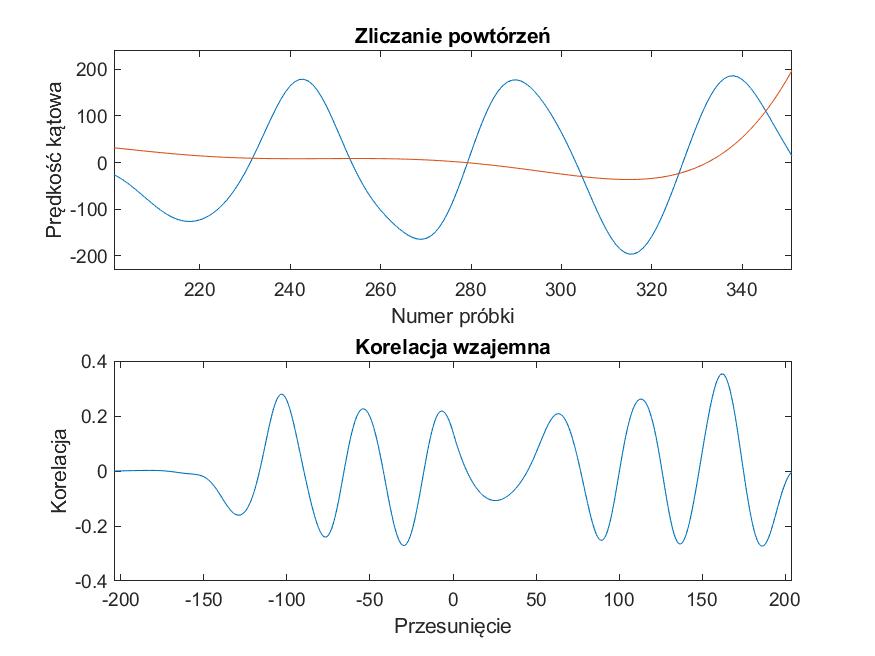 Zliczanie powtórzeń
Prędkość kątowa
200
100
0
-100
-200
220 240 260 280 300 320 340
Numer próbki
Korelacja wzajemna
Korelacja
0.4
0.2
0
-0.2
-0.4
-200 -150 -100 -50 0 50 100 150 200
Przesunięcie